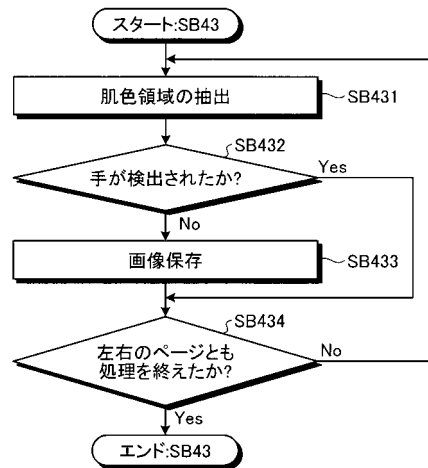 スタート:SB43
肌色領域の抽出
SB431
SB432
手が検出されたか?
Yes
No
画像保存
SB433
SB434
左右のページとも
処理を終えたか?
No
Yes
エンド:SB43